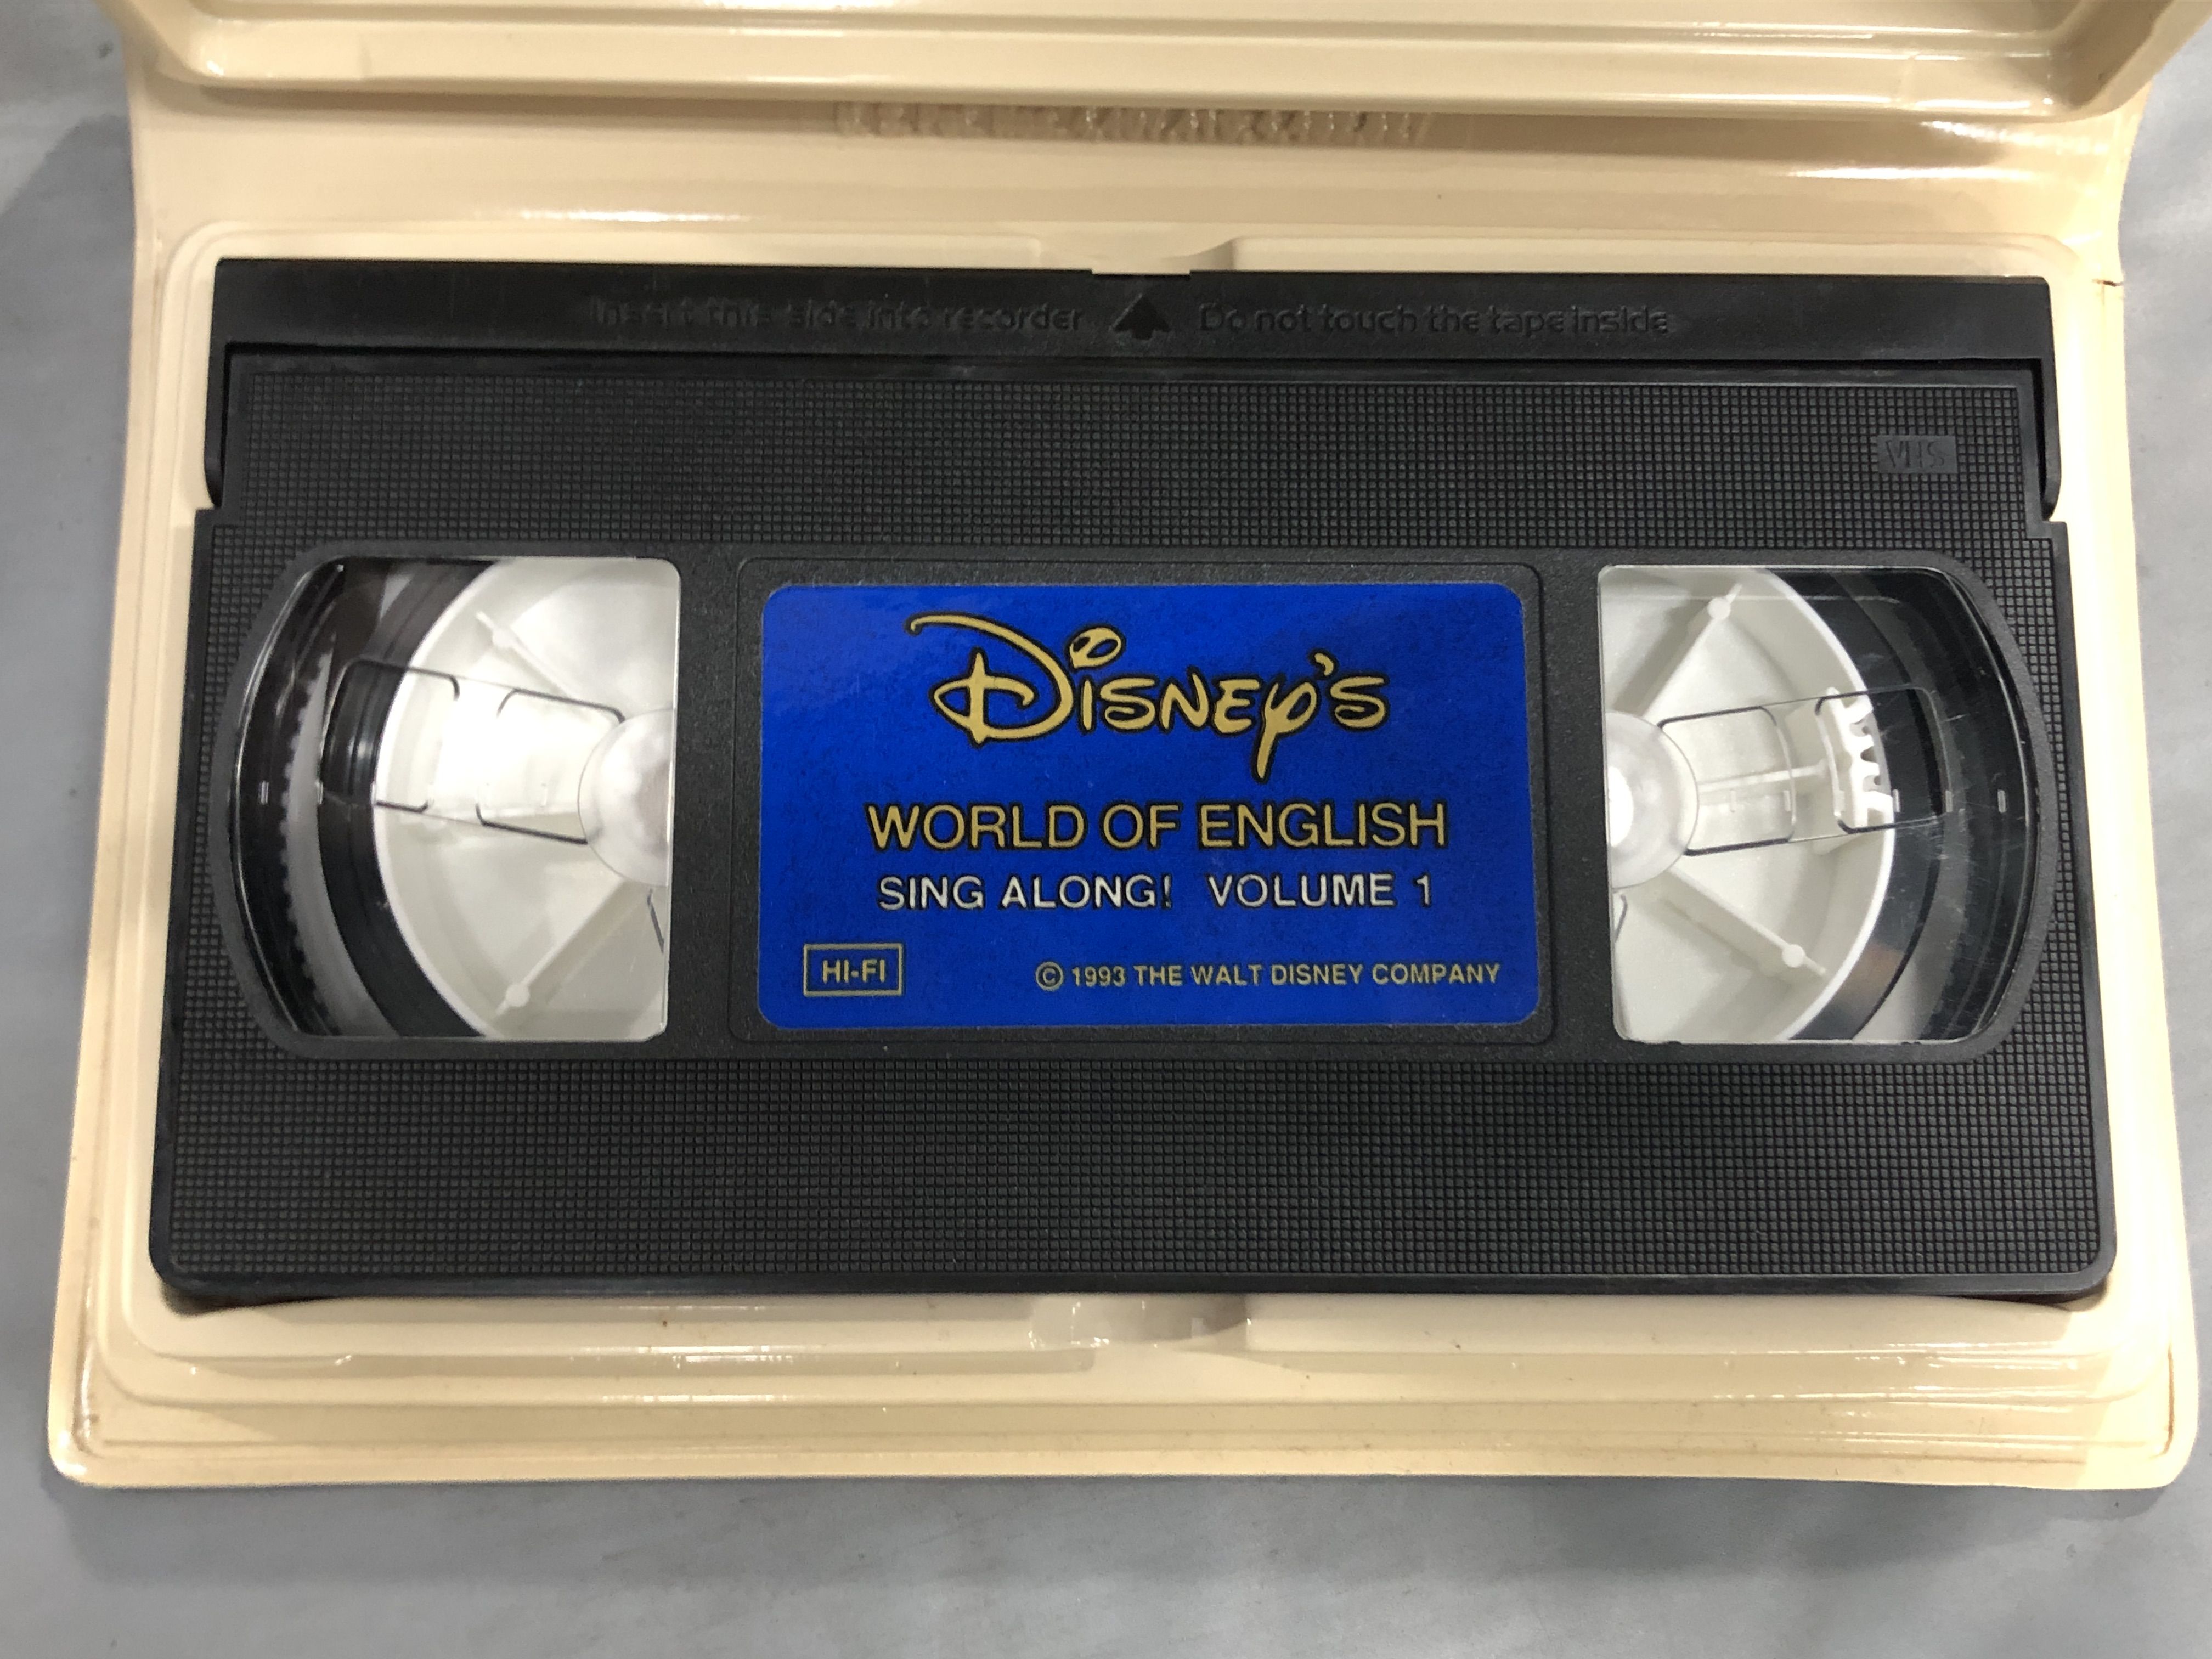 Insert this side into recorder Do not touch the tape inside
VHS
DISNEY'S
WORLD OF ENGLISH
SING ALONG! VOLUME 1
HI-FI © 1993 THE WALT DISNEY COMPANY